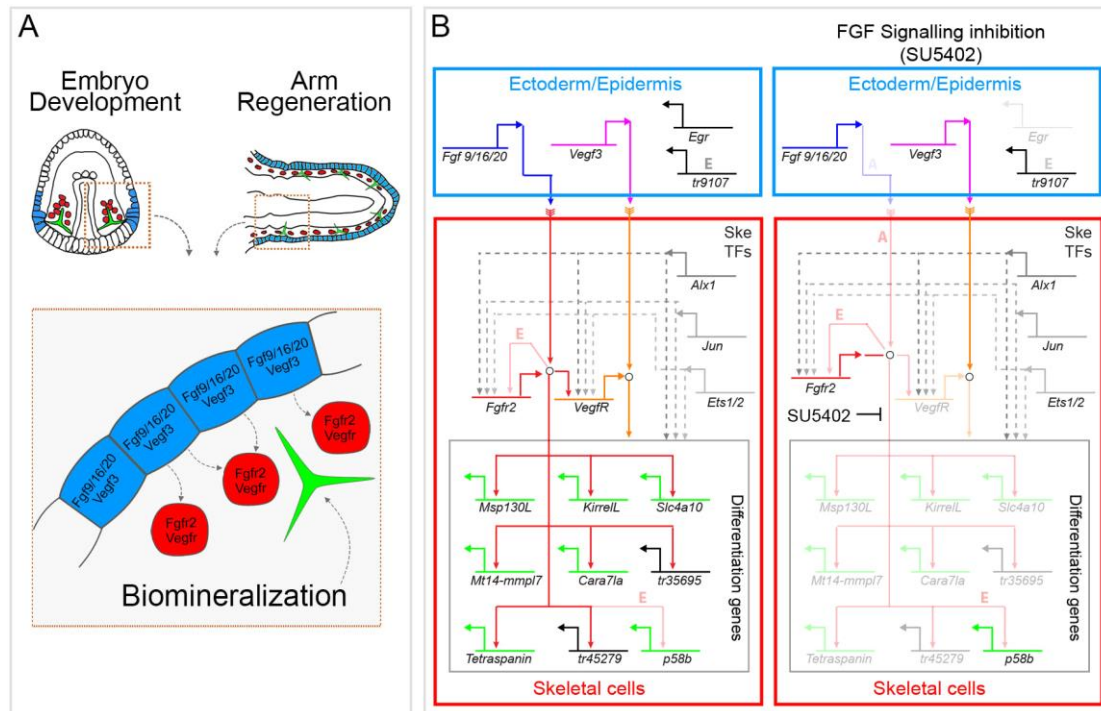 A
Embryo
Development
Arm
Regeneration
Fgf9/16/20
Vegf3
Fgf9/16/20
Vegf3
Fgf9/16/20
Vegf3
Fgf9/16/20
Vegf3
Fgfr2
Vegfr
Fgfr2
Vegfr
Fgfr2
Vegfr
Biomineralization
B
Ectoderm/Epidermis
Fgf 9/16/20
Vegf3
Egr
E
tr9107
Ske
TFs
Alx1
Jun
Ets1/2
E
Fgfr2
VegfR
Msp130L
KirrelL
Slc4a10
Mt14-mmpl7
Cara7la
tr35695
E
Tetraspanin
tr45279
p58b
Differentiation genes
Skeletal cells
FGF Signalling inhibition
(SU5402)
Ectoderm/Epidermis
Fgf 9/16/20
A
Vegf3
Egr
E
tr9107
A
Ske
TFs
Alx1
Jun
Ets1/2
E
Fgfr2
VegfR
SU5402
Msp130L
KirrelL
Slc4a10
Mt14-mmpl7
Cara7la
tr35695
E
Tetraspanin
tr45279
p58b
Differentiation genes
Skeletal cells